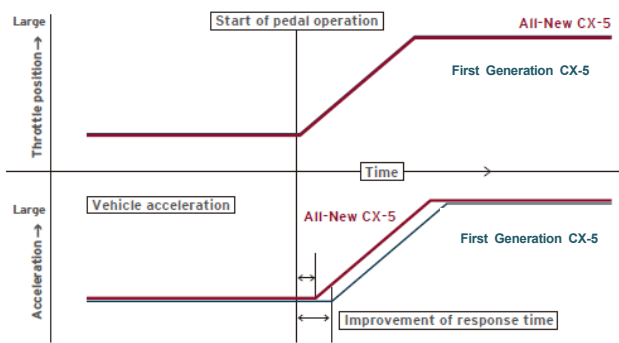 Large
Start of pedal operation
All-New CX-5
First Generation CX-5
Throttle position →
Time
Large
Vehicle acceleration
All-New CX-5
First Generation CX-5
Acceleration →
Improvement of response time